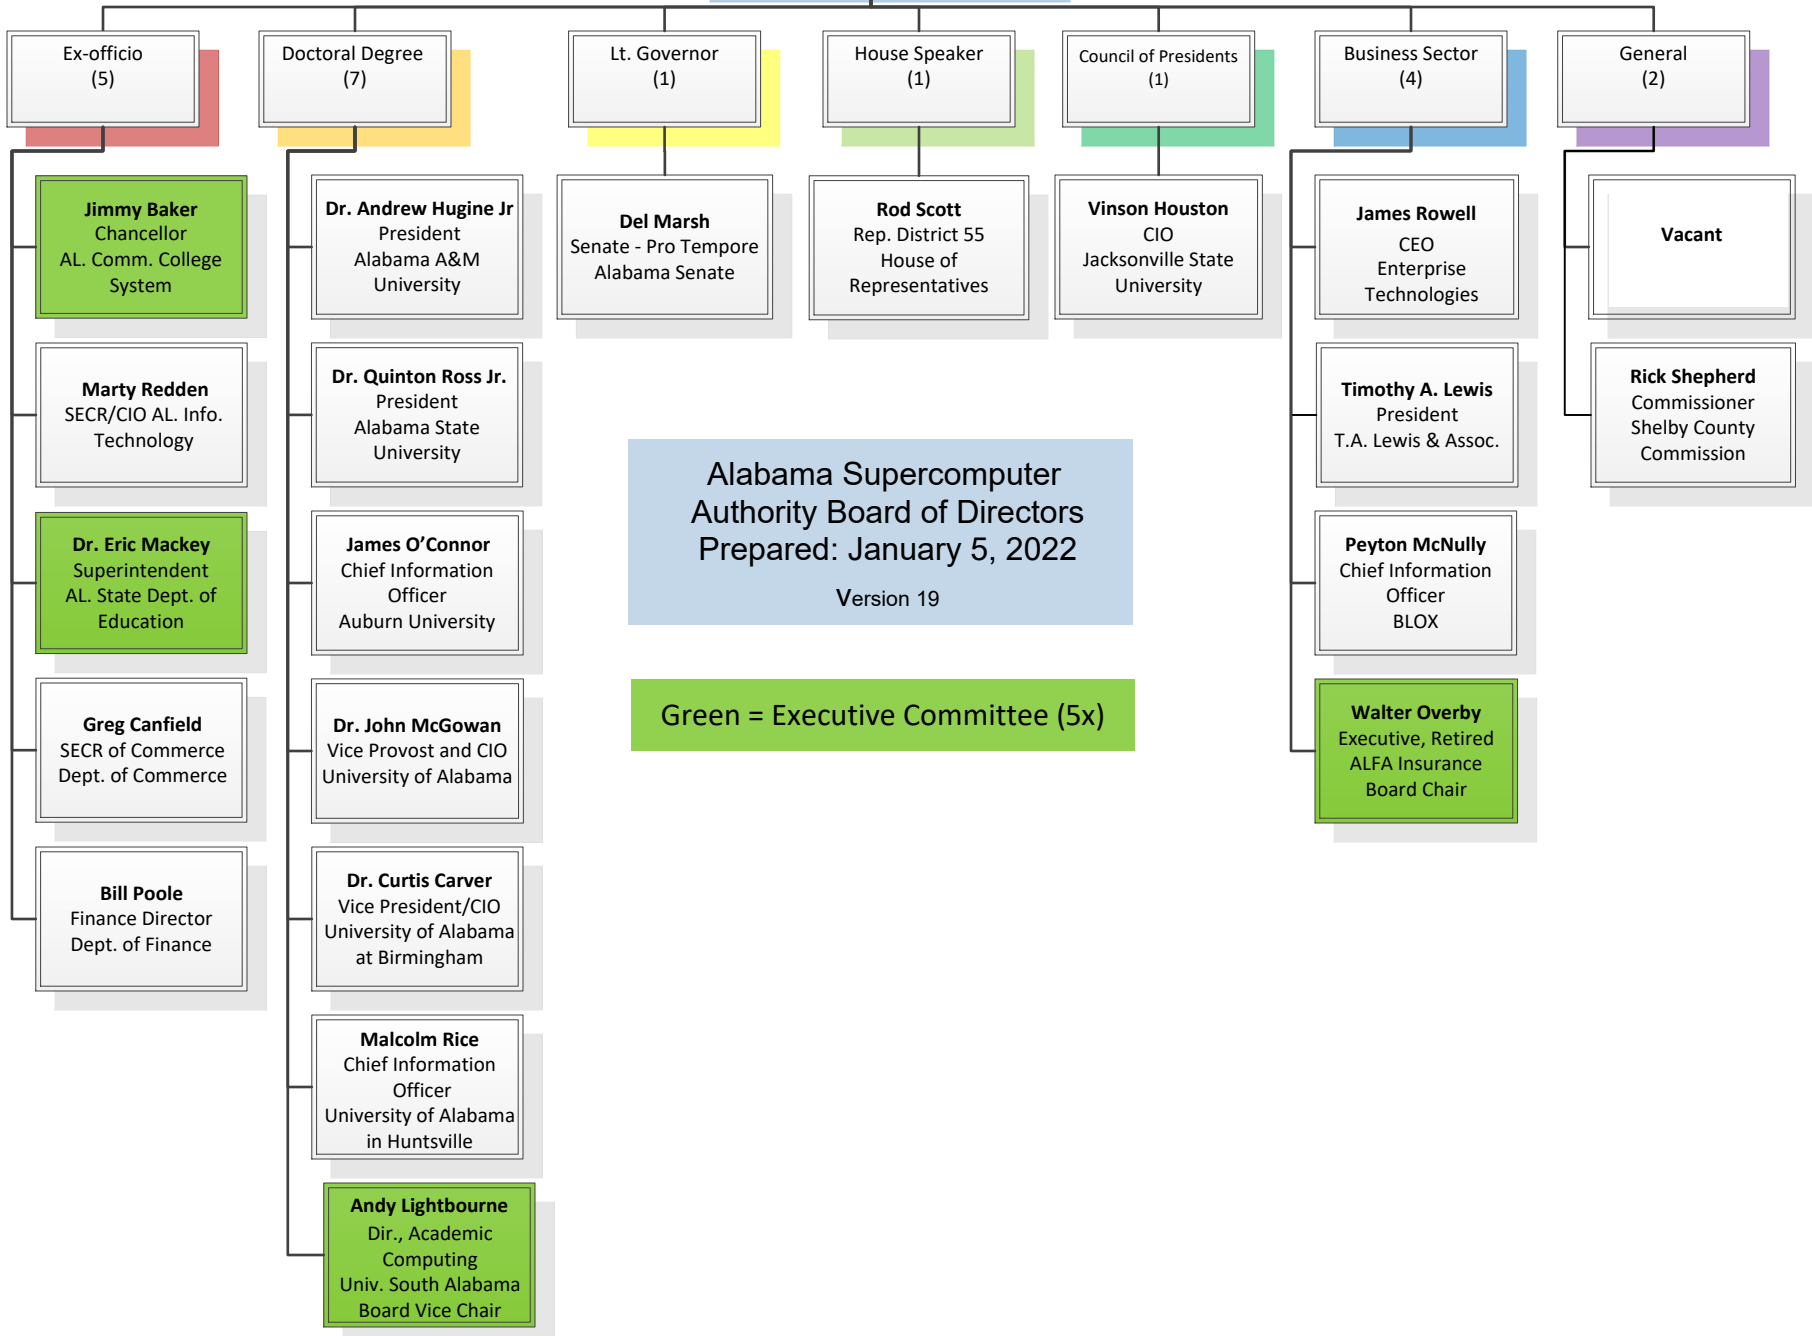 Ex-officio
(5)
Doctoral Degree
(7)
Lt. Governor
(1)
House Speaker
(1)
Council of Presidents
(1)
Business Sector
(4)
General
(2)
Jimmy Baker
Chancellor
AL. Comm. College
System
Marty Redden
SECR/CIO AL. Info.
Technology
Dr. Eric Mackey
Superintendent
AL. State Dept. of
Education
Greg Canfield
SECR of Commerce
Dept. of Commerce
Bill Poole
Finance Director
Dept. of Finance
Dr. Andrew Hugine Jr
President
Alabama A&M
University
Dr. Quinton Ross Jr.
President
Alabama State
University
James O’Connor
Chief Information
Officer
Auburn University
Dr. John McGowan
Vice Provost and CIO
University of Alabama
Dr. Curtis Carver
Vice President/CIO
University of Alabama
at Birmingham
Malcolm Rice
Chief Information
Officer
University of Alabama
in Huntsville
Andy Lightbourne
Dir., Academic
Computing
Univ. South Alabama
Board Vice Chair
Del Marsh
Senate - Pro Tempore
Alabama Senate
Rod Scott
Rep. District 55
House of
Representatives
Vinson Houston
CIO
Jacksonville State
University
James Rowell
CEO
Enterprise
Technologies
Timothy A. Lewis
President
T.A. Lewis & Assoc.
Peyton McNully
Chief Information
Officer
BLOX
Walter Overby
Executive, Retired
ALFA Insurance
Board Chair
Vacant
Rick Shepherd
Commissioner
Shelby County
Commission
Alabama Supercomputer
Authority Board of Directors
Prepared: January 5, 2022
Version 19
Green = Executive Committee (5x)